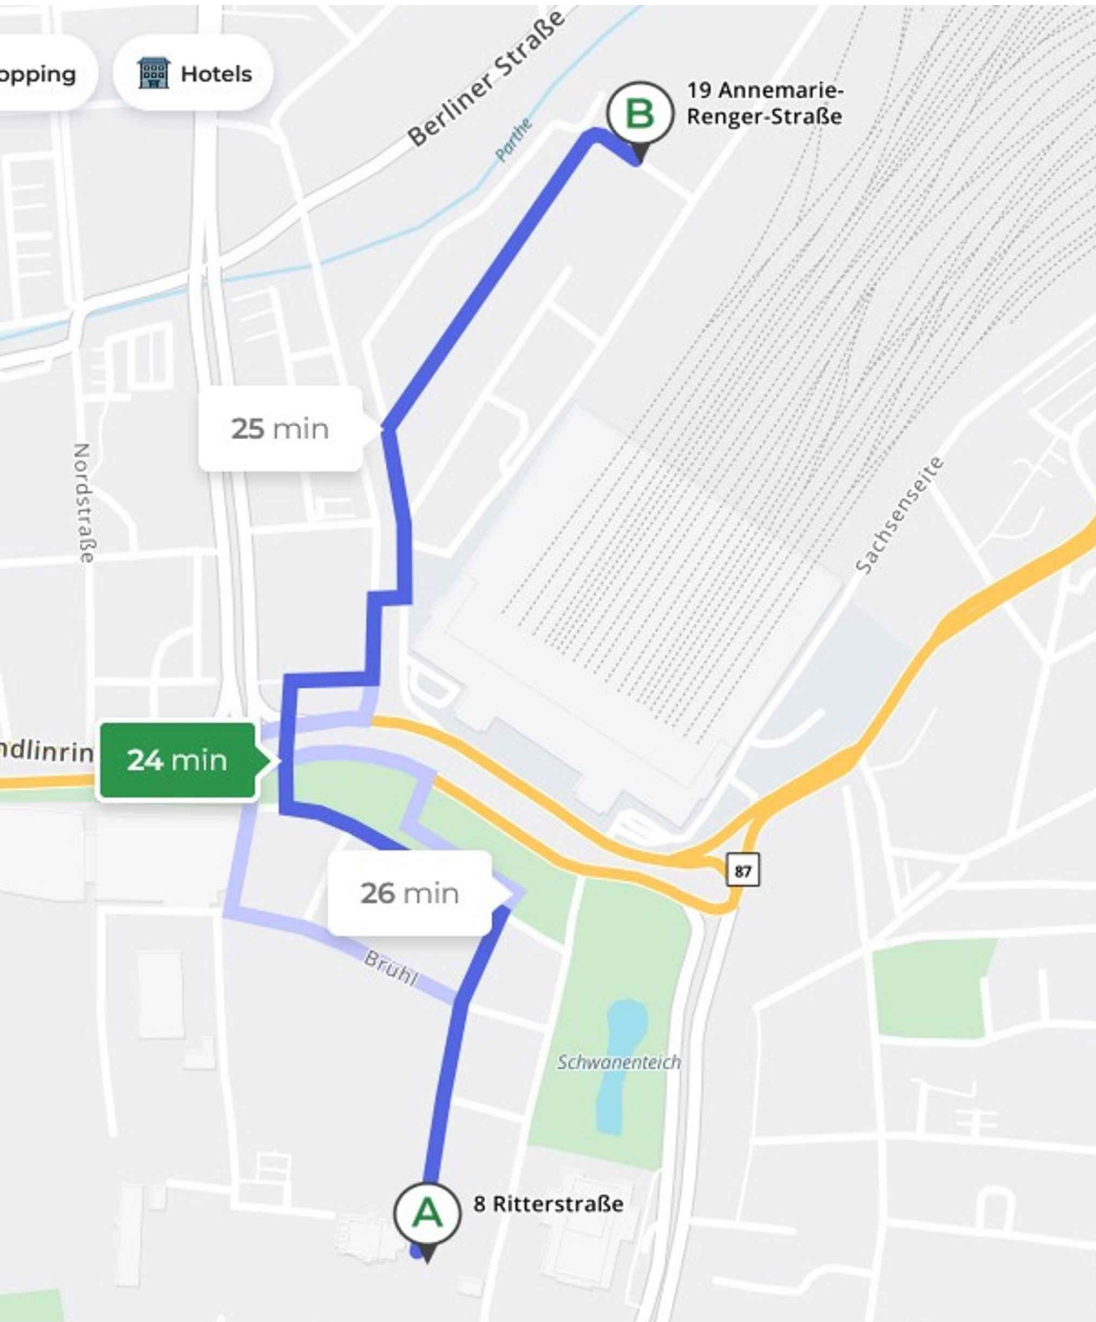 opping
Hotels
Berliner Straße
Parthe
B
19 Annemarie-
Renger-Straße
25 min
Nordstraße
Sachsenseite
ndlinrin
24 min
87
26 min
Brühl
Schwanenteich
A
8 Ritterstraße